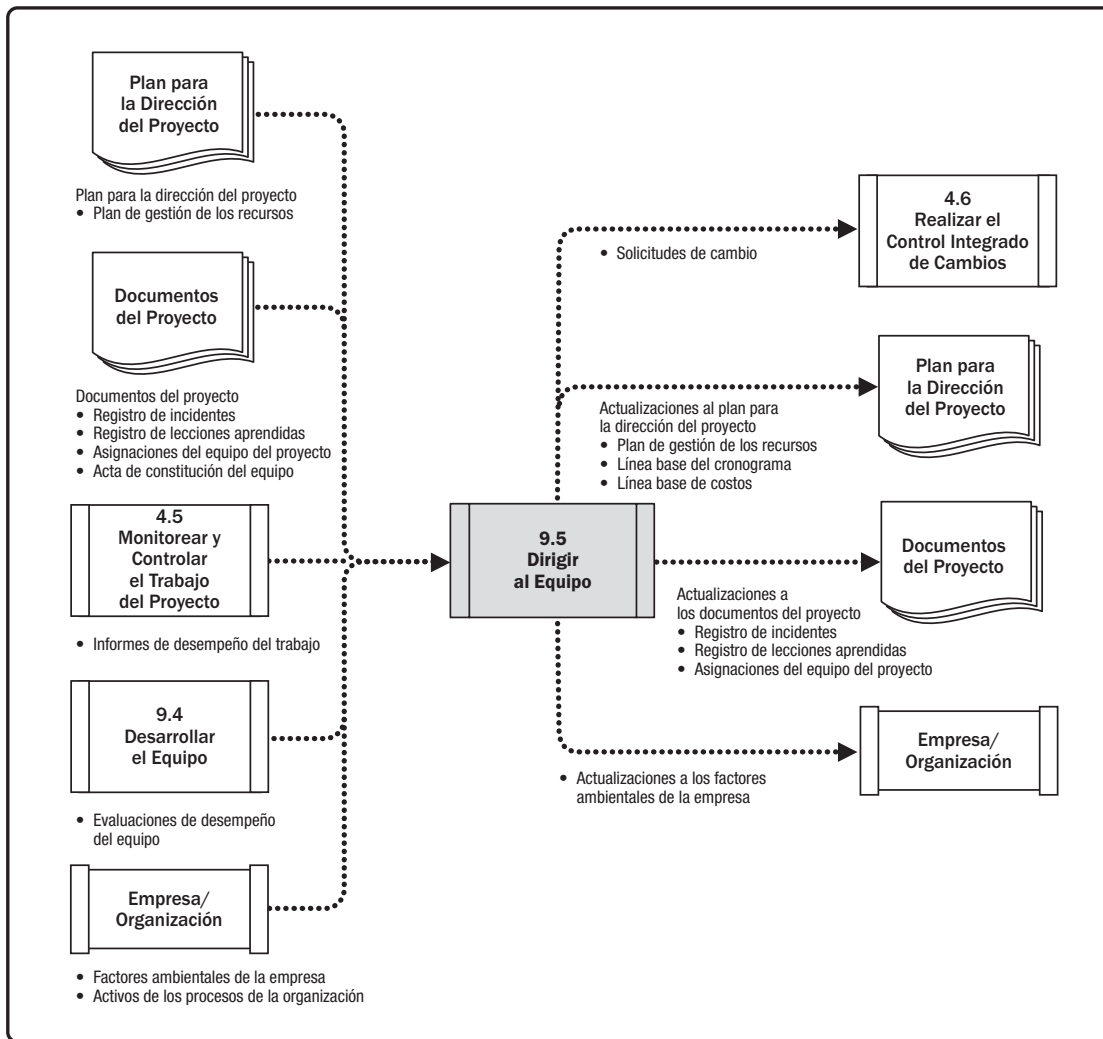 Plan para
la Dirección
del Proyecto
Plan para la dirección del proyecto
• Plan de gestión de los recursos
Documentos
del Proyecto
Documentos del proyecto
• Registro de incidentes
• Registro de lecciones aprendidas
• Asignaciones del equipo del proyecto
• Acta de constitución del equipo
4.5
Monitorear y
Controlar
el Trabajo
del Proyecto
• Informes de desempeño del trabajo
9.4
Desarrollar
el Equipo
• Evaluaciones de desempeño
del equipo
Empresa/
Organización
• Factores ambientales de la empresa
• Activos de los procesos de la organización
9.5
Dirigir
al Equipo
4.6
Realizar el
Control Integrado
de Cambios
• Solicitudes de cambio
Plan para
la Dirección
del Proyecto
Actualizaciones al plan para
la dirección del proyecto
• Plan de gestión de los recursos
• Línea base del cronograma
• Línea base de costos
Documentos
del Proyecto
Actualizaciones a
los documentos del proyecto
• Registro de incidentes
• Registro de lecciones aprendidas
• Asignaciones del equipo del proyecto
Empresa/
Organización
• Actualizaciones a los factores
ambientales de la empresa